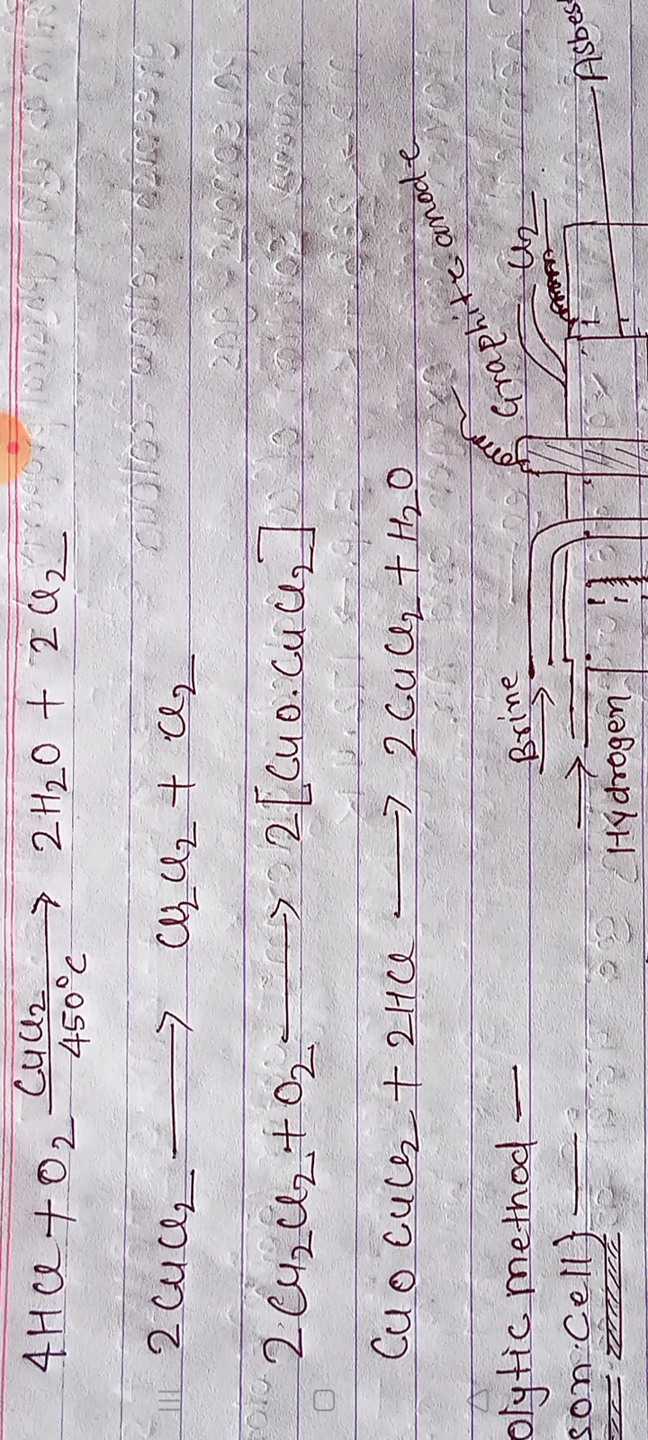 4HCl + O2 CuCl2 450°C → 2H2O + 2Cl2
2CuCl2 → Cu2Cl2 + Cl2
2Cu2Cl2 + O2 → 2[CuO.CuCl2]
CuO CuCl2 + 2HCl → 2CuCl2 + H2O
olytic method —
son cell} —
Graphite anode
Cl2
Brine
Hydrogen
Asbest